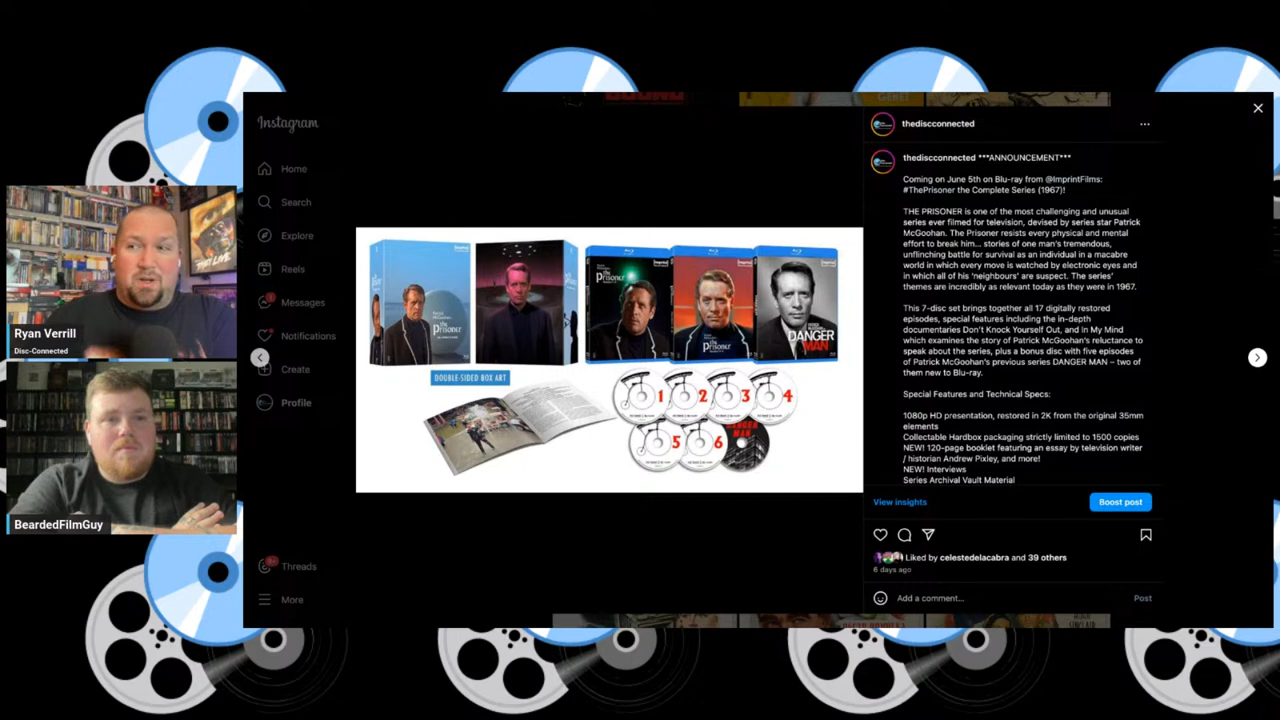 Instagram
Home
Search
Explore
Reels
Messages
Notifications
Create
Profile
Threads
More
THEY LIVE
Ryan Verrill
Disc-Connected
BeardedFilmGuy
the Prisoner
the Prisoner
the Prisoner
DANGER MAN
DOUBLE-SIDED BOX ART
1
2
3
4
5
6
DANGER MAN
thediscconnected
thediscconnected ***ANNOUNCEMENT***
Coming on June 5th on Blu-ray from @ImprintFilms:
#ThePrisoner the Complete Series (1967)!
THE PRISONER is one of the most challenging and unusual
series ever filmed for television, devised by series star Patrick
McGoohan. The Prisoner resists every physical and mental
effort to break him... stories of one man's tremendous,
unflinching battle for survival as an individual in a macabre
world in which every move is watched by electronic eyes and
in which all of his 'neighbours' are suspect. The series'
themes are incredibly as relevant today as they were in 1967.
This 7-disc set brings together all 17 digitally restored
episodes, special features including the in-depth
documentaries Don't Knock Yourself Out, and In My Mind
which examines the story of Patrick McGoohan's reluctance to
speak about the series, plus a bonus disc with five episodes
of Patrick McGoohan's previous series DANGER MAN – two of
them new to Blu-ray.
Special Features and Technical Specs:
1080p HD presentation, restored in 2K from the original 35mm
elements
Collectable Hardbox packaging strictly limited to 1500 copies
NEW! 120-page booklet featuring an essay by television writer
/ historian Andrew Pixley, and more!
NEW! Interviews
Series Archival Vault Material
View insights
Boost post
Liked by celestedelacabra and 39 others
6 days ago
Add a comment...
Post